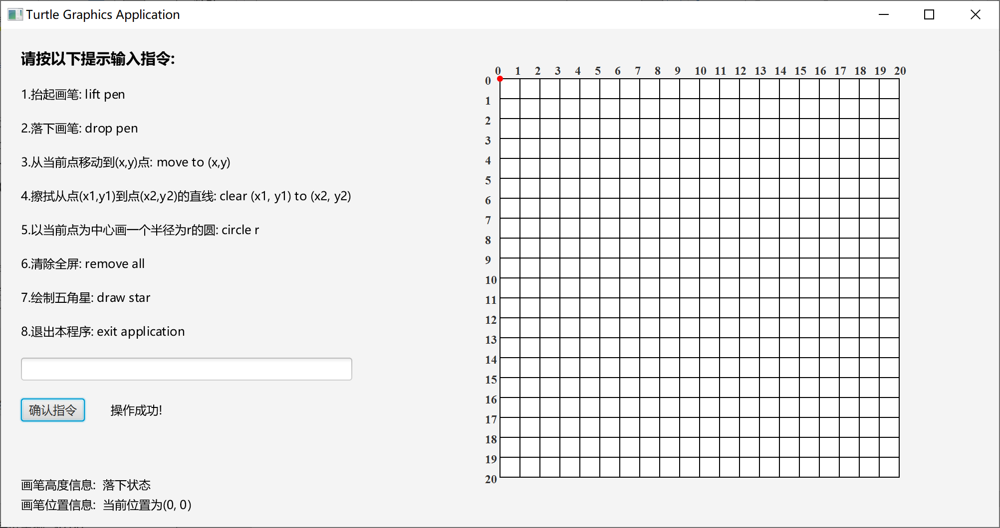 Turtle Graphics Application
请按以下提示输入指令:
1.抬起画笔: lift pen
2.落下画笔: drop pen
3.从当前点移动到(x,y)点: move to (x,y)
4.擦拭从点(x1,y1)到点(x2,y2)的直线: clear (x1, y1) to (x2, y2)
5.以当前点为中心画一个半径为r的圆: circle r
6.清除全屏: remove all
7.绘制五角星: draw star
8.退出本程序: exit application
确认指令 操作成功!
画笔高度信息: 落下状态
画笔位置信息: 当前位置为(0, 0)
0 1 2 3 4 5 6 7 8 9 10 11 12 13 14 15 16 17 18 19 20
0
1
2
3
4
5
6
7
8
9
10
11
12
13
14
15
16
17
18
19
20